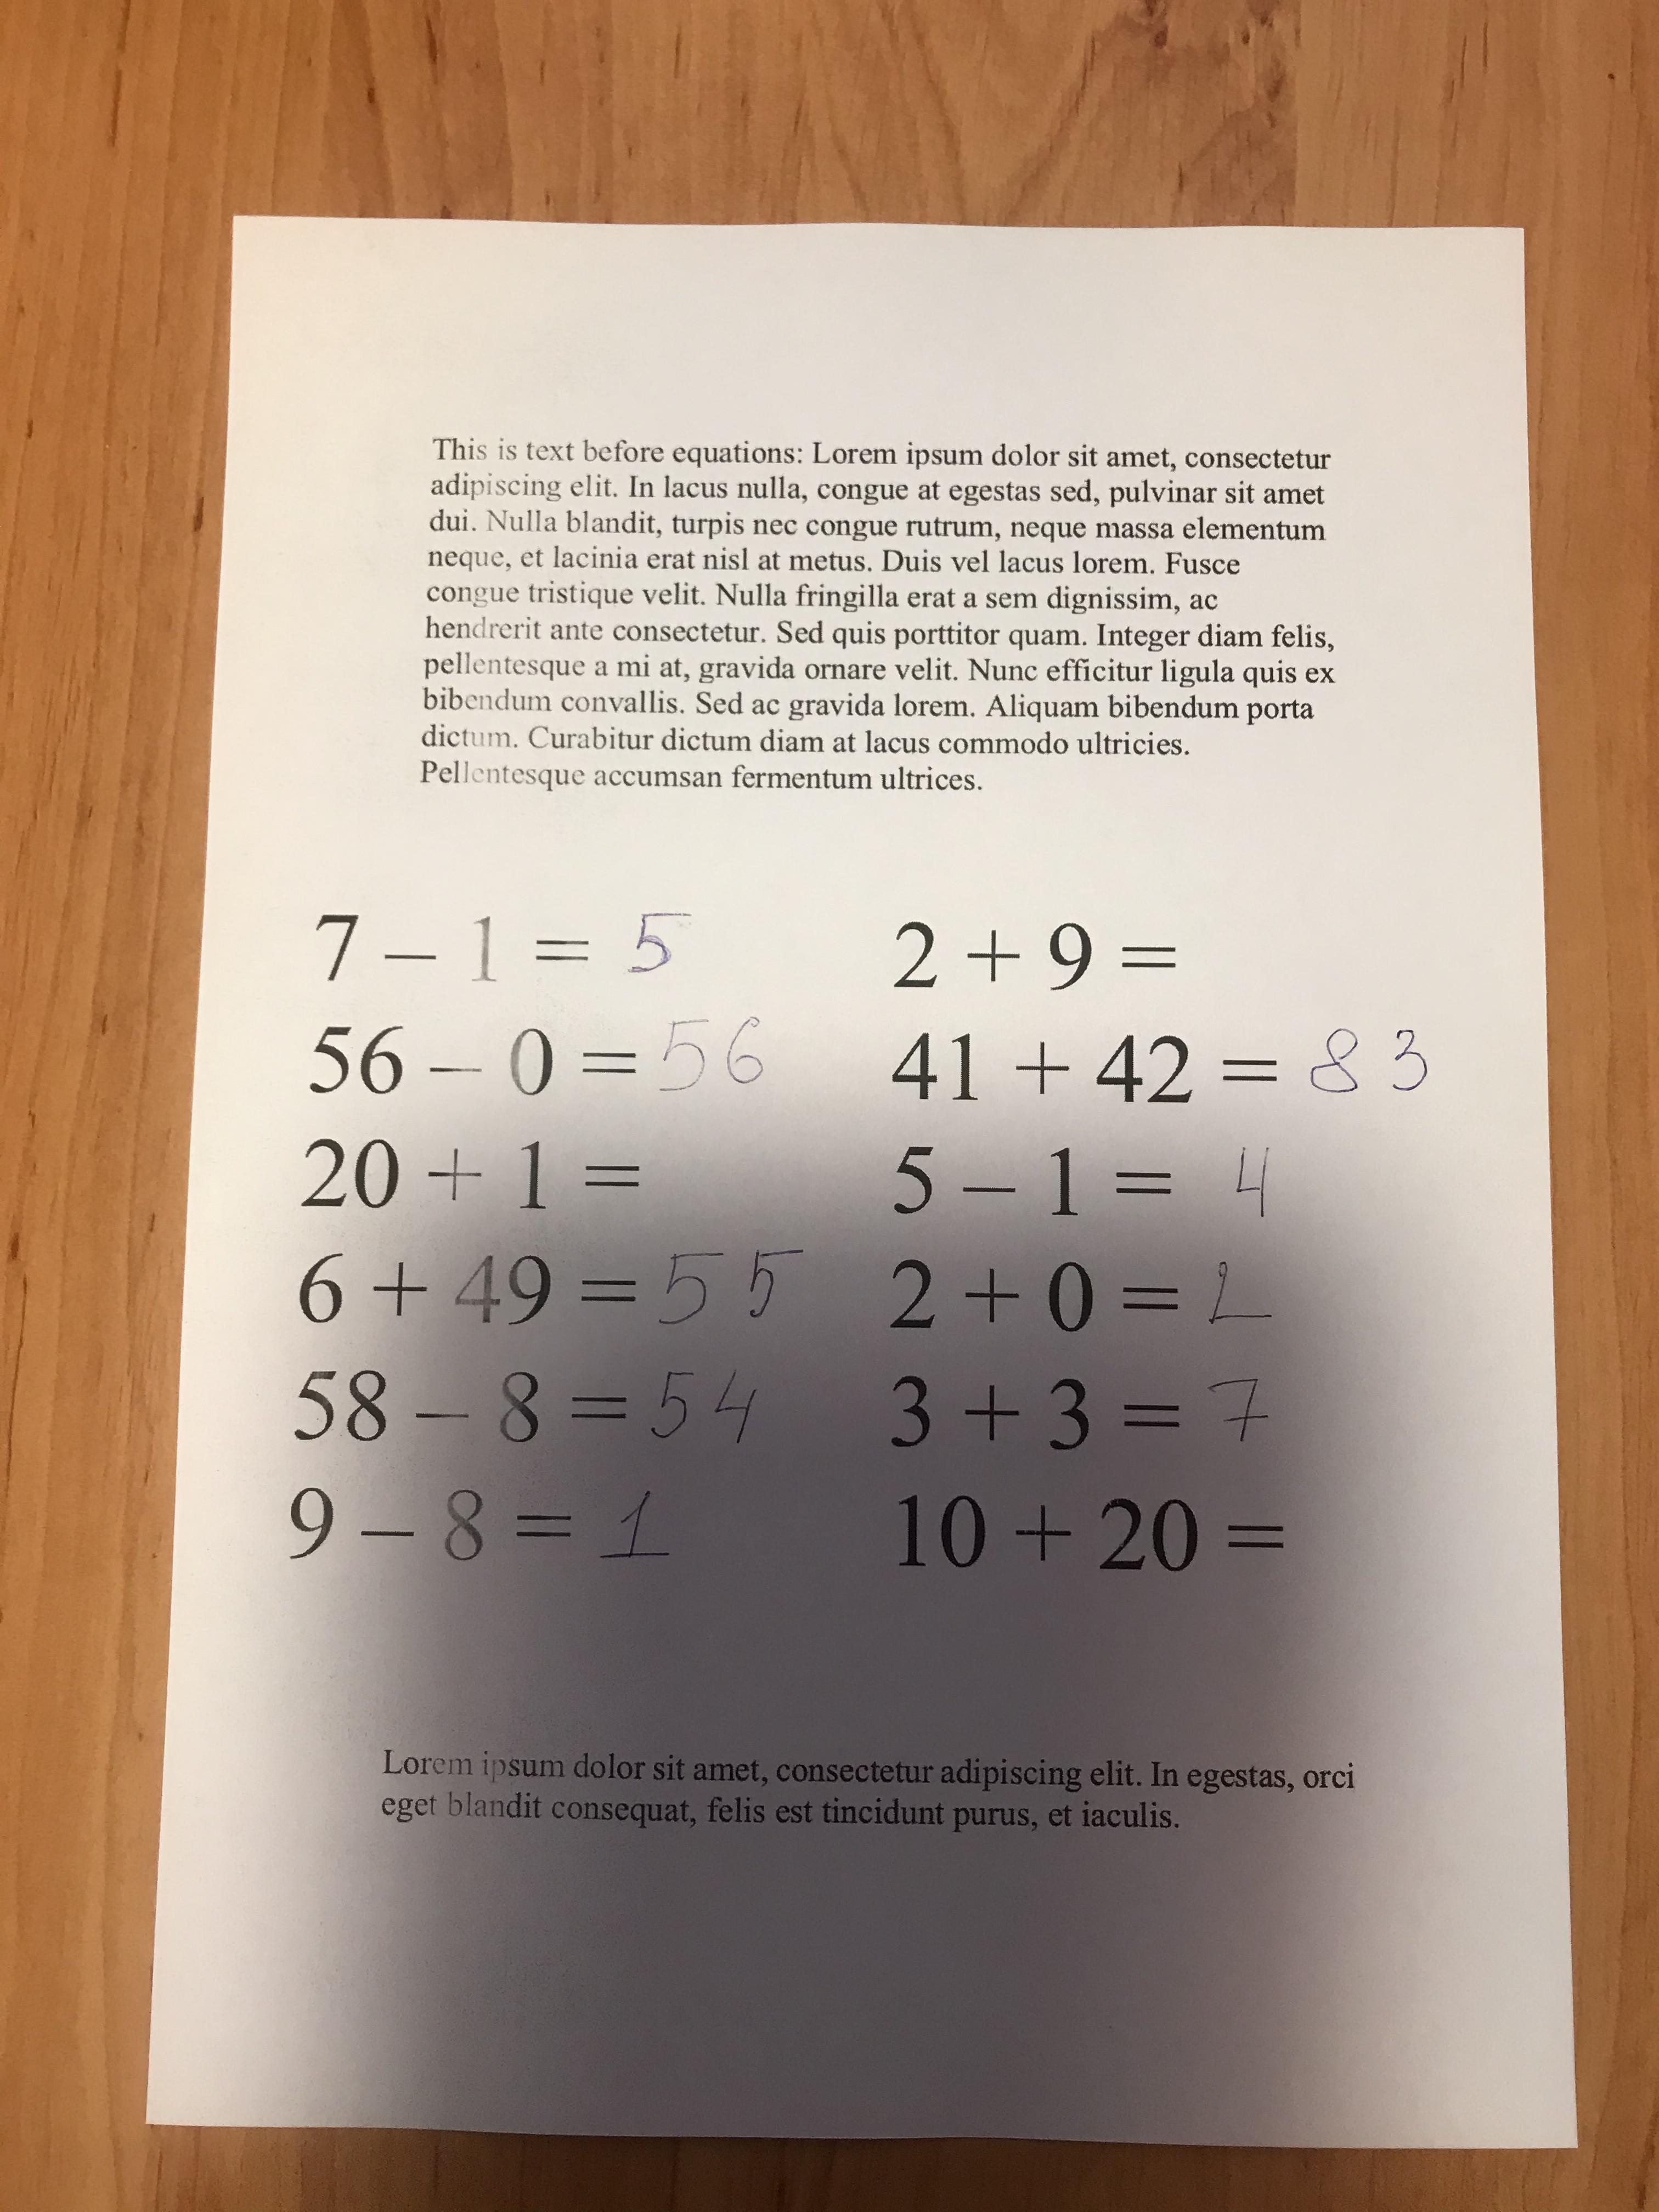 This is text before equations: Lorem ipsum dolor sit amet, consectetur
adipiscing elit. In lacus nulla, congue at egestas sed, pulvinar sit amet
dui. Nulla blandit, turpis nec congue rutrum, neque massa elementum
neque, et lacinia erat nisl at metus. Duis vel lacus lorem. Fusce
congue tristique velit. Nulla fringilla erat a sem dignissim, ac
hendrerit ante consectetur. Sed quis porttitor quam. Integer diam felis,
pellentesque a mi at, gravida ornare velit. Nunc efficitur ligula quis ex
bibendum convallis. Sed ac gravida lorem. Aliquam bibendum porta
dictum. Curabitur dictum diam at lacus commodo ultricies.
Pellentesque accumsan fermentum ultrices.
7 – 1 = 5
56 – 0 = 56
20 + 1 =
6 + 49 = 55
58 – 8 = 54
9 – 8 = 1
2 + 9 =
41 + 42 = 83
5 – 1 = 4
2 + 0 = 2
3 + 3 = 7
10 + 20 =
Lorem ipsum dolor sit amet, consectetur adipiscing elit. In egestas, orci
eget blandit consequat, felis est tincidunt purus, et iaculis.